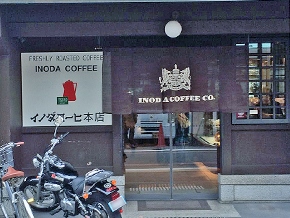 FRESHLY ROASTED COFFEE
INODA COFFEE
イノダコーヒ本店
INODA COFFEE CO.